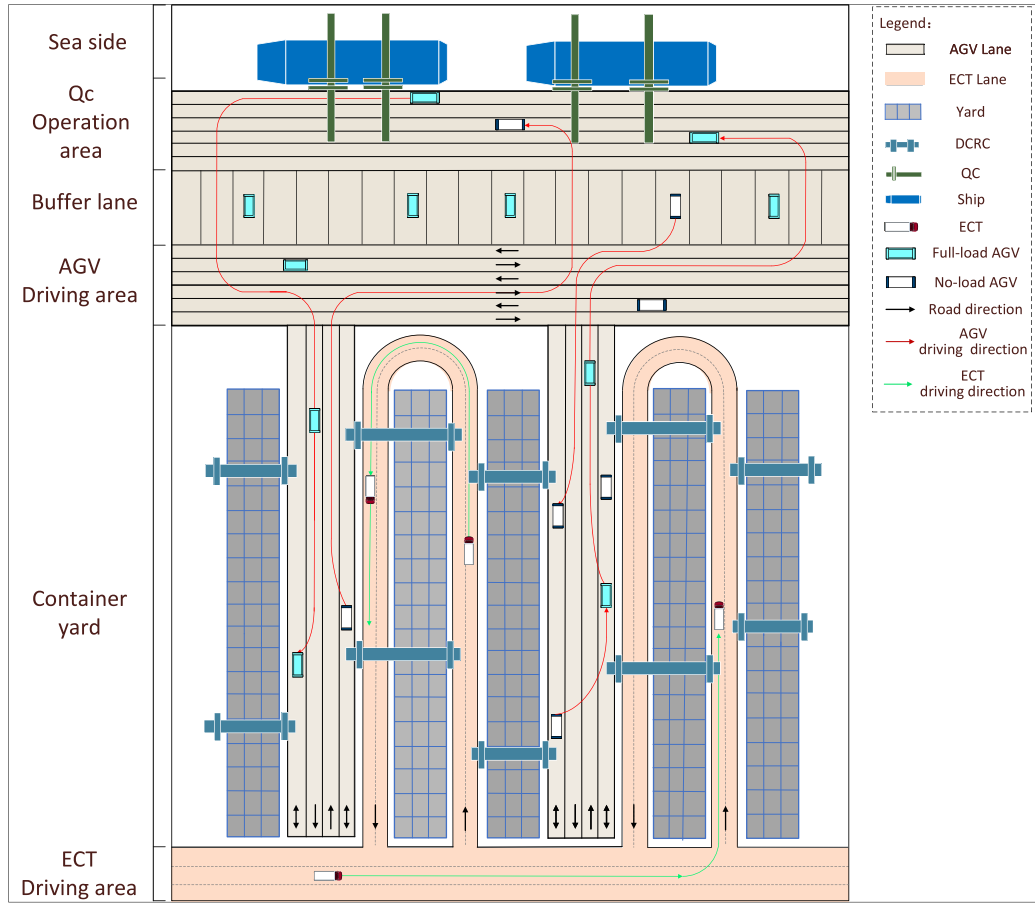 Sea side
Qc
Operation
area
Buffer lane
AGV
Driving area
Container
yard
ECT
Driving area
Legend：
AGV Lane
ECT Lane
Yard
DCRC
QC
Ship
ECT
Full-load AGV
No-load AGV
Road direction
AGV
driving direction
ECT
driving direction